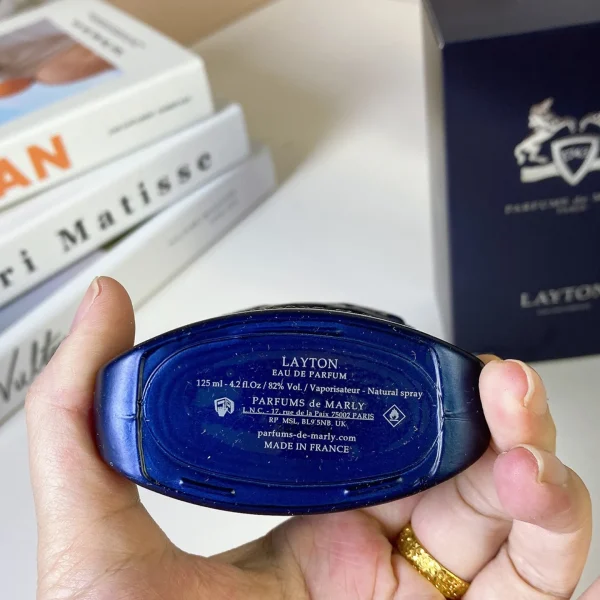 AN
ri Matisse
LAYTON
EAU DE PARFUM
125 ml - 4.2 fl.Oz / 82% Vol. / Vaporisateur - Natural spray
PARFUMS de MARLY
L.N.C. - 17, rue de la Paix 75002 PARIS
RP MSL, BL9 5NB, UK
parfums-de-marly.com
MADE IN FRANCE
PARFUMS de M
LAYTON